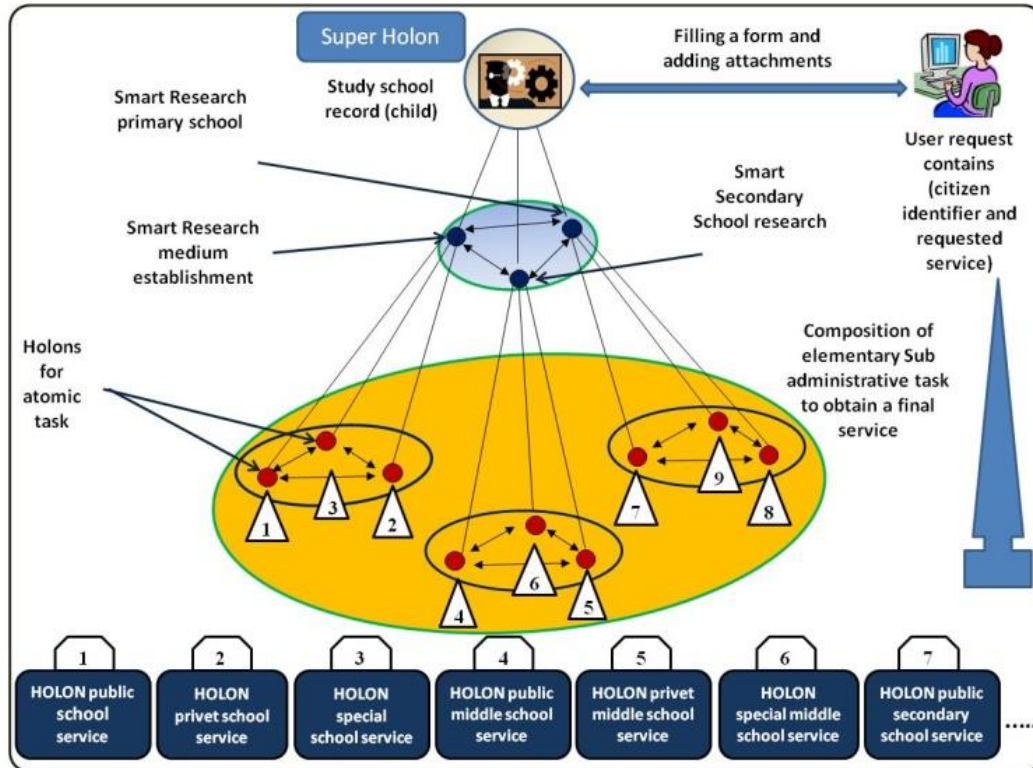 Super Holon
Study school
record (child)
Filling a form and
adding attachments
Smart Research
primary school
Smart Research
medium
establishment
Smart
Secondary
School research
User request
contains
(citizen
identifier and
requested
service)
Holons
for
atomic
task
Composition of
elementary Sub
administrative task
to obtain a final
service
1
3
2
4
6
5
7
9
8
1
HOLON public
school
service
2
HOLON
privet school
service
3
HOLON
special
school service
4
HOLON public
middle school
service
5
HOLON privet
middle school
service
6
HOLON
special middle
school service
7
HOLON public
secondary
school service
.....